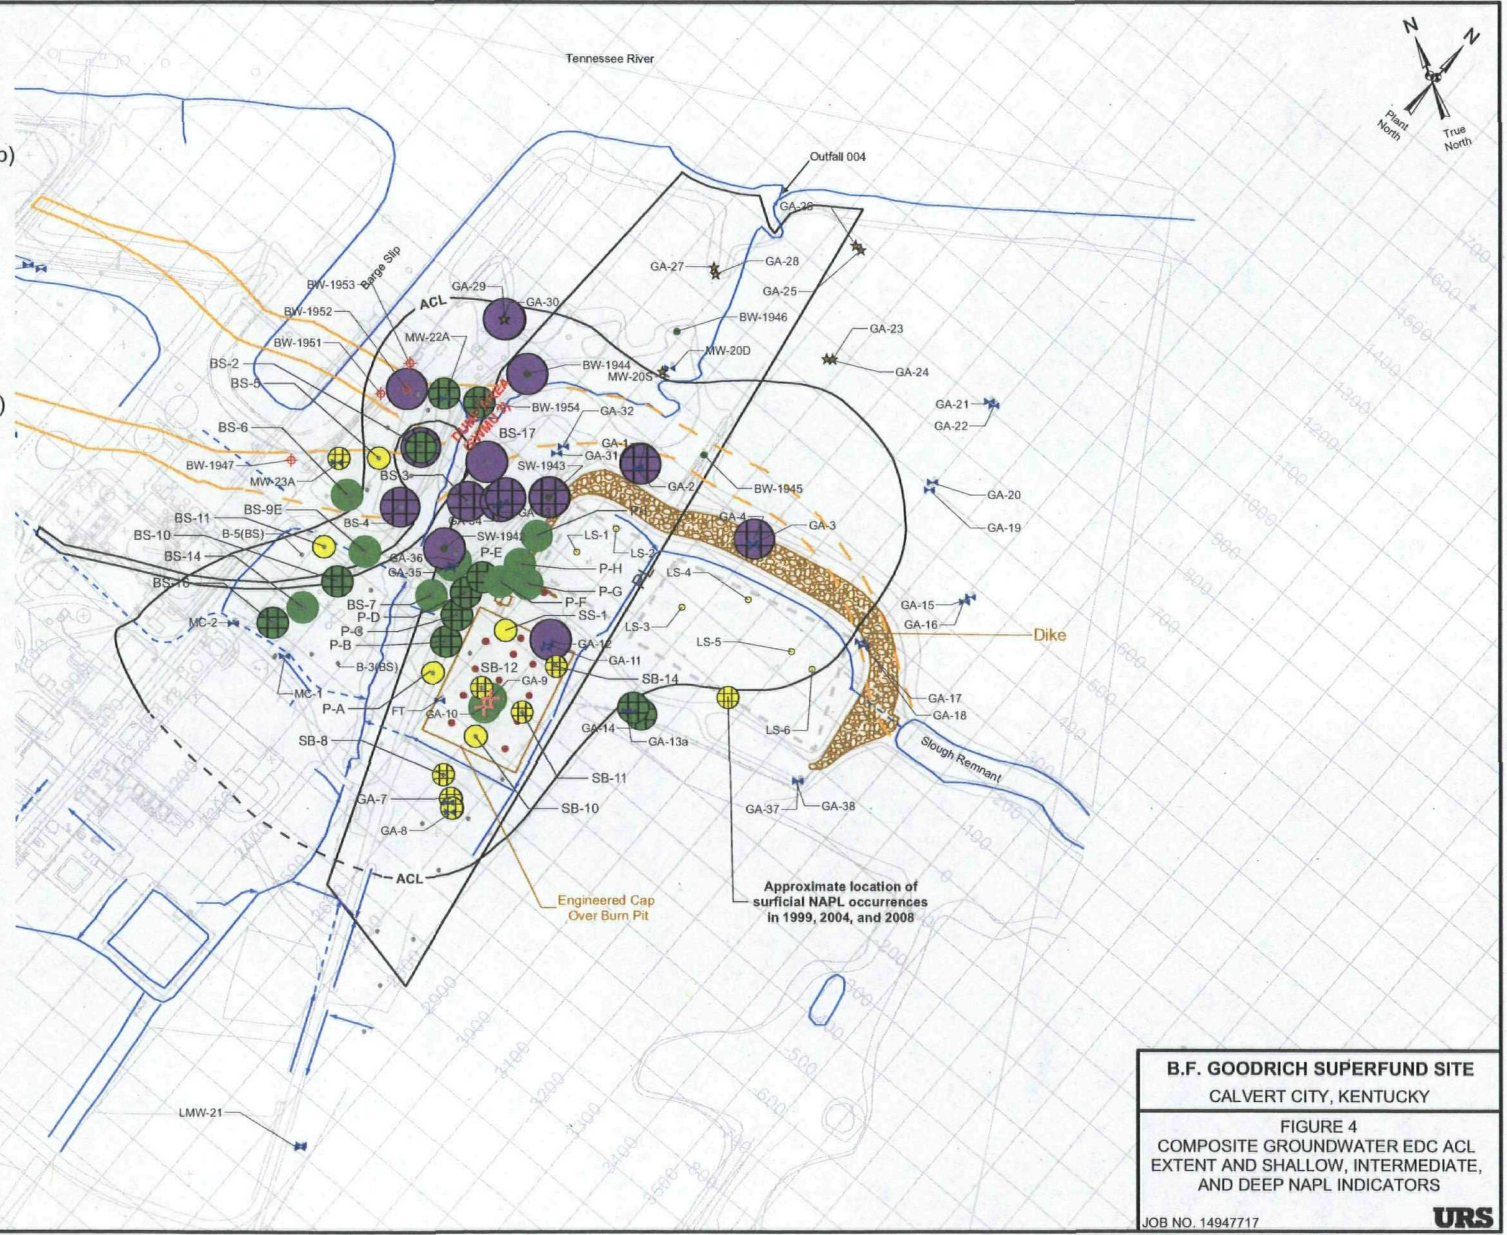 Tennessee River
N
N
Plant
North
True
North
Outfall 004
GA-26
GA-27
GA-28
GA-25
BW-1953
Barge Slip
ACL
GA-29
GA-30
BW-1952
BW-1946
GA-23
BW-1951
MW-22A
MW-20D
BS-2
BW-1944
MW-20S
GA-24
BS-5
BW-1954
GA-32
GA-21
GA-22
BS-6
BS-17
GA-1
GA-31
BW-1947
SW-1943
MW-23A
BS-3
GA-2
BW-1945
GA-20
BS-9E
BS-11
BS-4
GA-4
GA-3
GA-19
BS-10
B-5(BS)
SW-1942
LS-1
BS-14
GA-36
P-E
LS-2
GA-35
P-H
LS-4
P-G
BS-7
P-F
GA-15
P-D
SS-1
LS-3
GA-16
MC-2
P-C
P-B
GA-12
LS-5
Dike
B-3(BS)
SB-12
GA-11
GA-9
SB-14
MC-1
P-A
FT
GA-10
GA-17
GA-18
SB-8
GA-14
GA-13a
LS-6
Slough Remnant
SB-11
GA-7
SB-10
GA-37
GA-38
GA-8
ACL
Engineered Cap
Over Burn Pit
Approximate location of
surficial NAPL occurrences
in 1999, 2004, and 2008
LMW-21
B.F. GOODRICH SUPERFUND SITE
CALVERT CITY, KENTUCKY
FIGURE 4
COMPOSITE GROUNDWATER EDC ACL
EXTENT AND SHALLOW, INTERMEDIATE,
AND DEEP NAPL INDICATORS
JOB NO. 14947717
URS